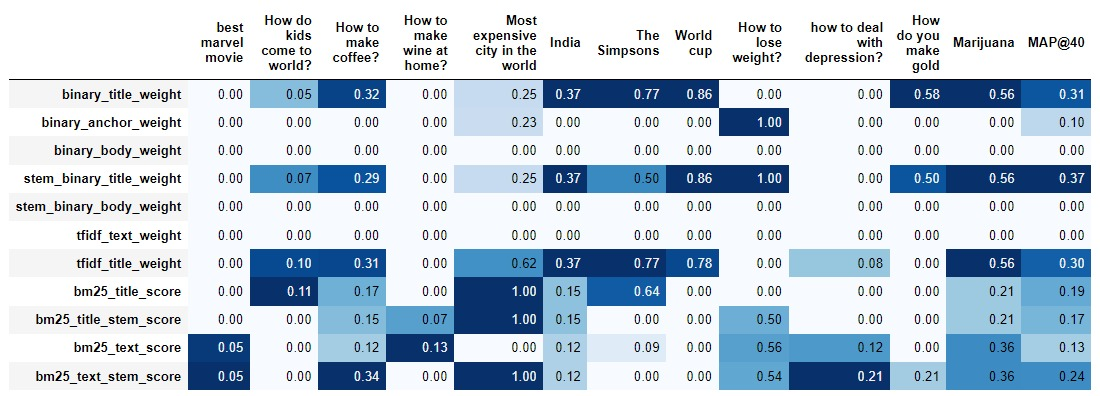 best marvel movie How do kids come to world? How to make coffee? How to make wine at home? Most expensive city in the world India The Simpsons World cup How to lose weight? how to deal with depression? How do you make gold Marijuana MAP@40
binary_title_weight 0.00 0.05 0.32 0.00 0.25 0.37 0.77 0.86 0.00 0.00 0.58 0.56 0.31
binary_anchor_weight 0.00 0.00 0.00 0.00 0.23 0.00 0.00 0.00 1.00 0.00 0.00 0.00 0.10
binary_body_weight 0.00 0.00 0.00 0.00 0.00 0.00 0.00 0.00 0.00 0.00 0.00 0.00 0.00
stem_binary_title_weight 0.00 0.07 0.29 0.00 0.25 0.37 0.50 0.86 1.00 0.00 0.50 0.56 0.37
stem_binary_body_weight 0.00 0.00 0.00 0.00 0.00 0.00 0.00 0.00 0.00 0.00 0.00 0.00 0.00
tfidf_text_weight 0.00 0.00 0.00 0.00 0.00 0.00 0.00 0.00 0.00 0.00 0.00 0.00 0.00
tfidf_title_weight 0.00 0.10 0.31 0.00 0.62 0.37 0.77 0.78 0.00 0.08 0.00 0.56 0.30
bm25_title_score 0.00 0.11 0.17 0.00 1.00 0.15 0.64 0.00 0.00 0.00 0.00 0.21 0.19
bm25_title_stem_score 0.00 0.00 0.15 0.07 1.00 0.15 0.00 0.00 0.50 0.00 0.00 0.21 0.17
bm25_text_score 0.05 0.00 0.12 0.13 0.00 0.12 0.09 0.00 0.56 0.12 0.00 0.36 0.13
bm25_text_stem_score 0.05 0.00 0.34 0.00 1.00 0.12 0.00 0.00 0.54 0.21 0.21 0.36 0.24